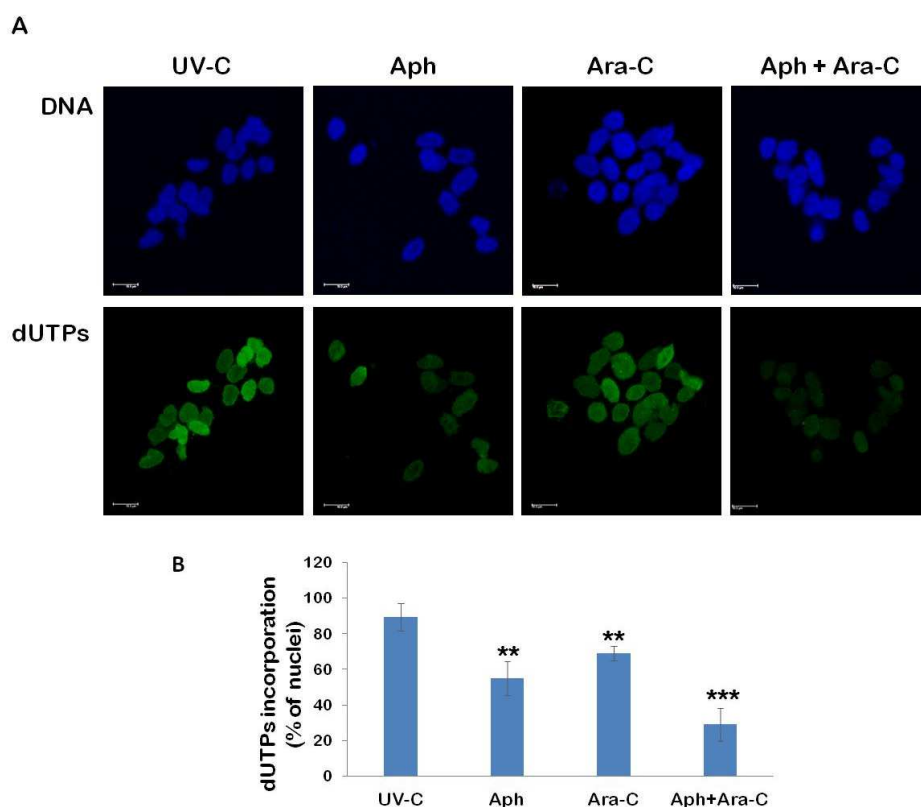 A
UV-C Aph Ara-C Aph + Ara-C
DNA
dUTPs
B
dUTPs incorporation
(% of nuclei)
120
100
80
60
40
20
0
**
**
***
UV-C Aph Ara-C Aph+Ara-C